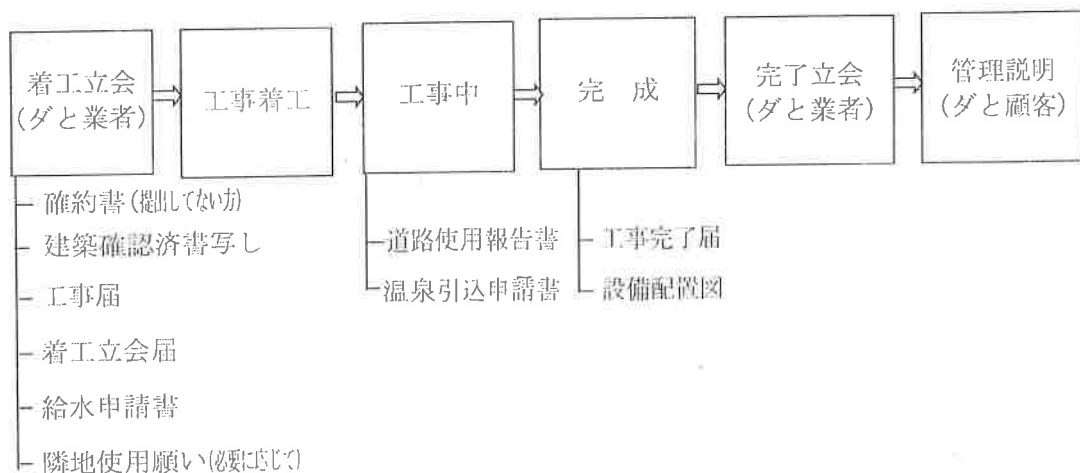 着工立会
(ダと業者)
工事着工
工事中
完 成
完了立会
(ダと業者)
管理説明
(ダと顧客)
確約書(提出してない方)
建築確認済書写し
工事届
着工立会届
給水申請書
隣地使用願い(必要に応じて)
道路使用報告書
温泉引込申請書
工事完了届
設備配置図